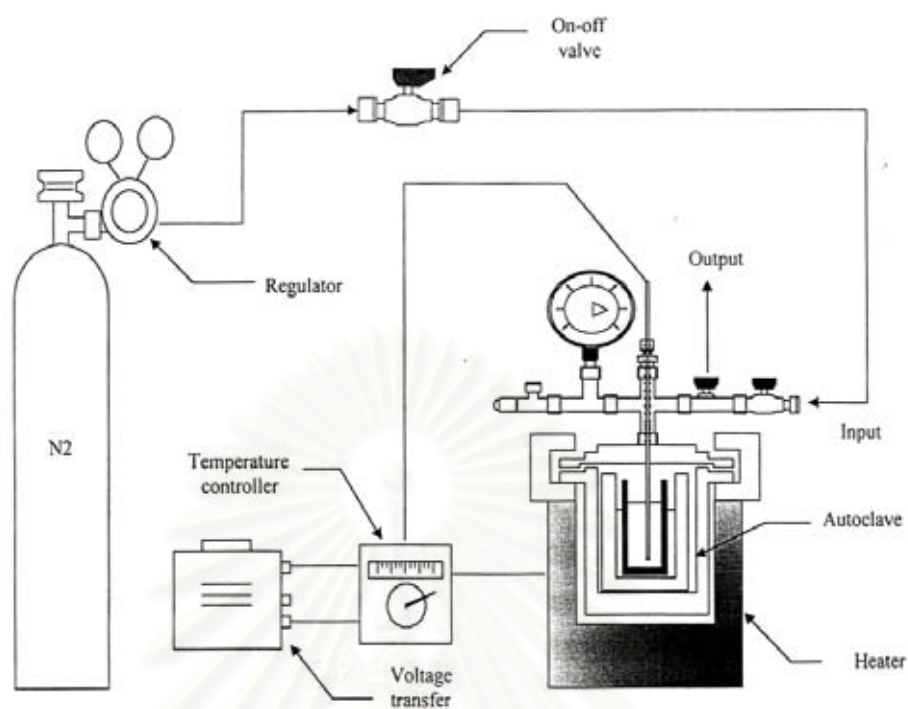 On-off
valve
Regulator
Output
N2
Input
Temperature
controller
Autoclave
Heater
Voltage
transfer